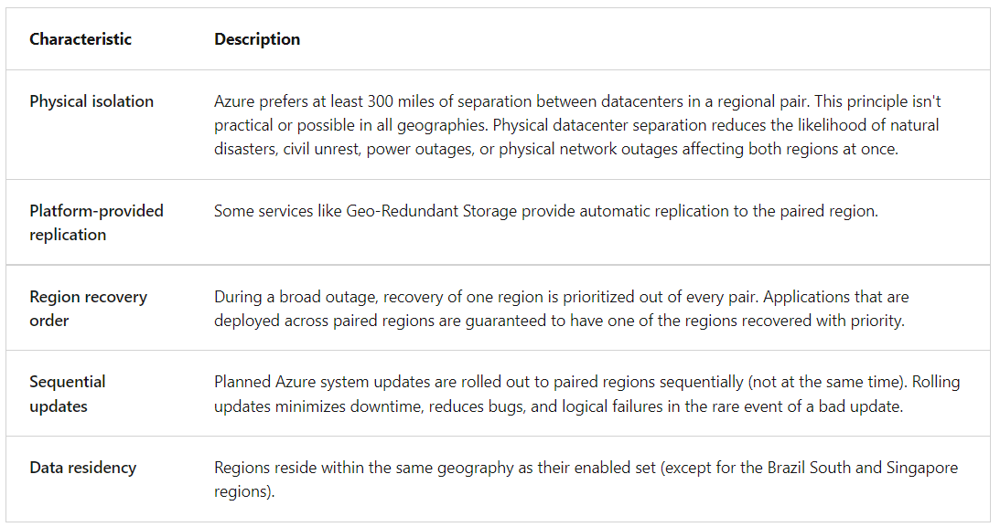 Characteristic Description
Physical isolation Azure prefers at least 300 miles of separation between datacenters in a regional pair. This principle isn't
practical or possible in all geographies. Physical datacenter separation reduces the likelihood of natural
disasters, civil unrest, power outages, or physical network outages affecting both regions at once.
Platform-provided
replication
Some services like Geo-Redundant Storage provide automatic replication to the paired region.
Region recovery
order
During a broad outage, recovery of one region is prioritized out of every pair. Applications that are
deployed across paired regions are guaranteed to have one of the regions recovered with priority.
Sequential
updates
Planned Azure system updates are rolled out to paired regions sequentially (not at the same time). Rolling
updates minimizes downtime, reduces bugs, and logical failures in the rare event of a bad update.
Data residency Regions reside within the same geography as their enabled set (except for the Brazil South and Singapore
regions).